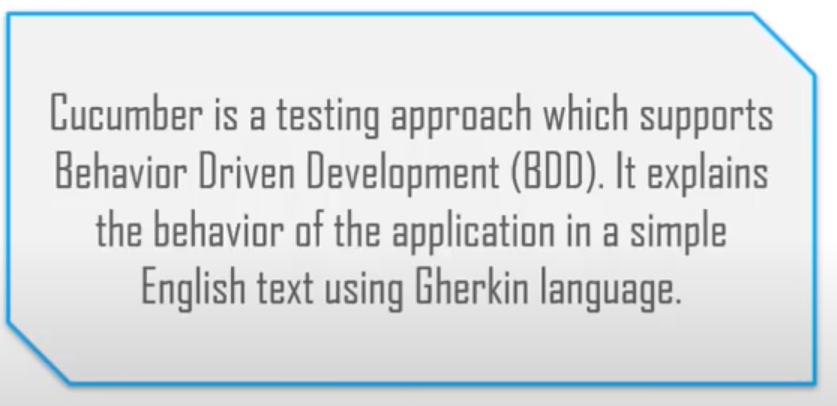 Cucumber is a testing approach which supports
Behavior Driven Development (BDD). It explains
the behavior of the application in a simple
English text using Gherkin language.